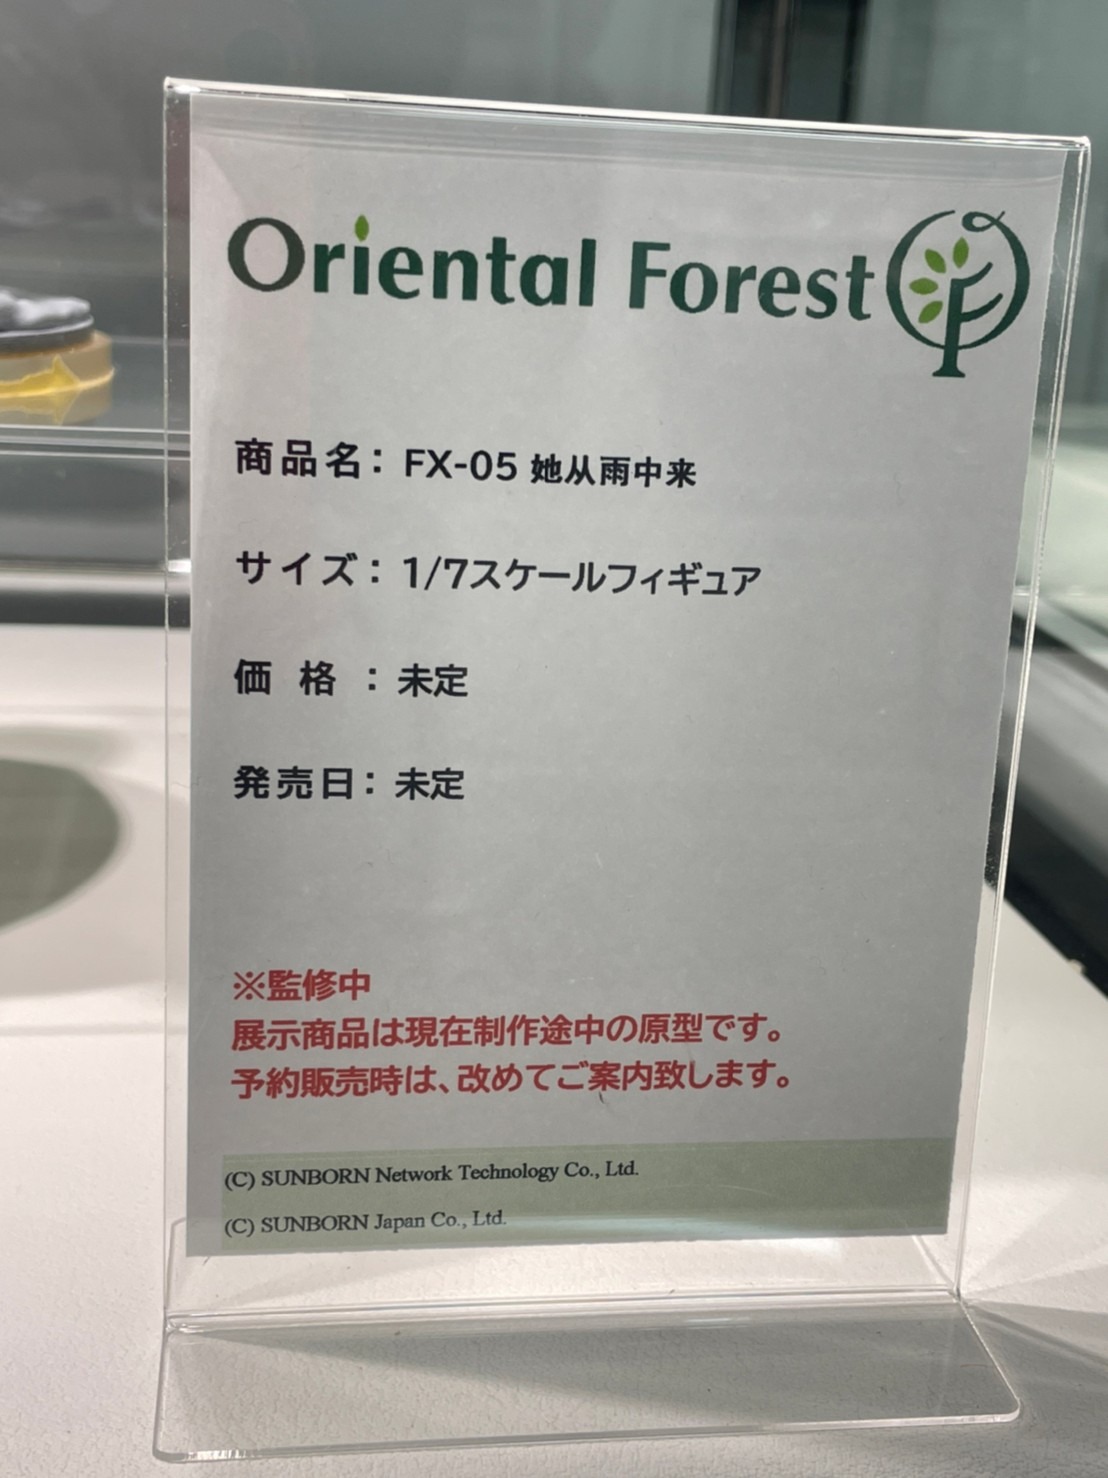 Oriental Forest
商品名：FX-05 她从雨中来
サイズ：1/7スケールフィギュア
価格：未定
発売日：未定
※監修中
展示商品は現在制作途中の原型です。
予約販売時は、改めてご案内致します。
(C) SUNBORN Network Technology Co., Ltd.
(C) SUNBORN Japan Co., Ltd.